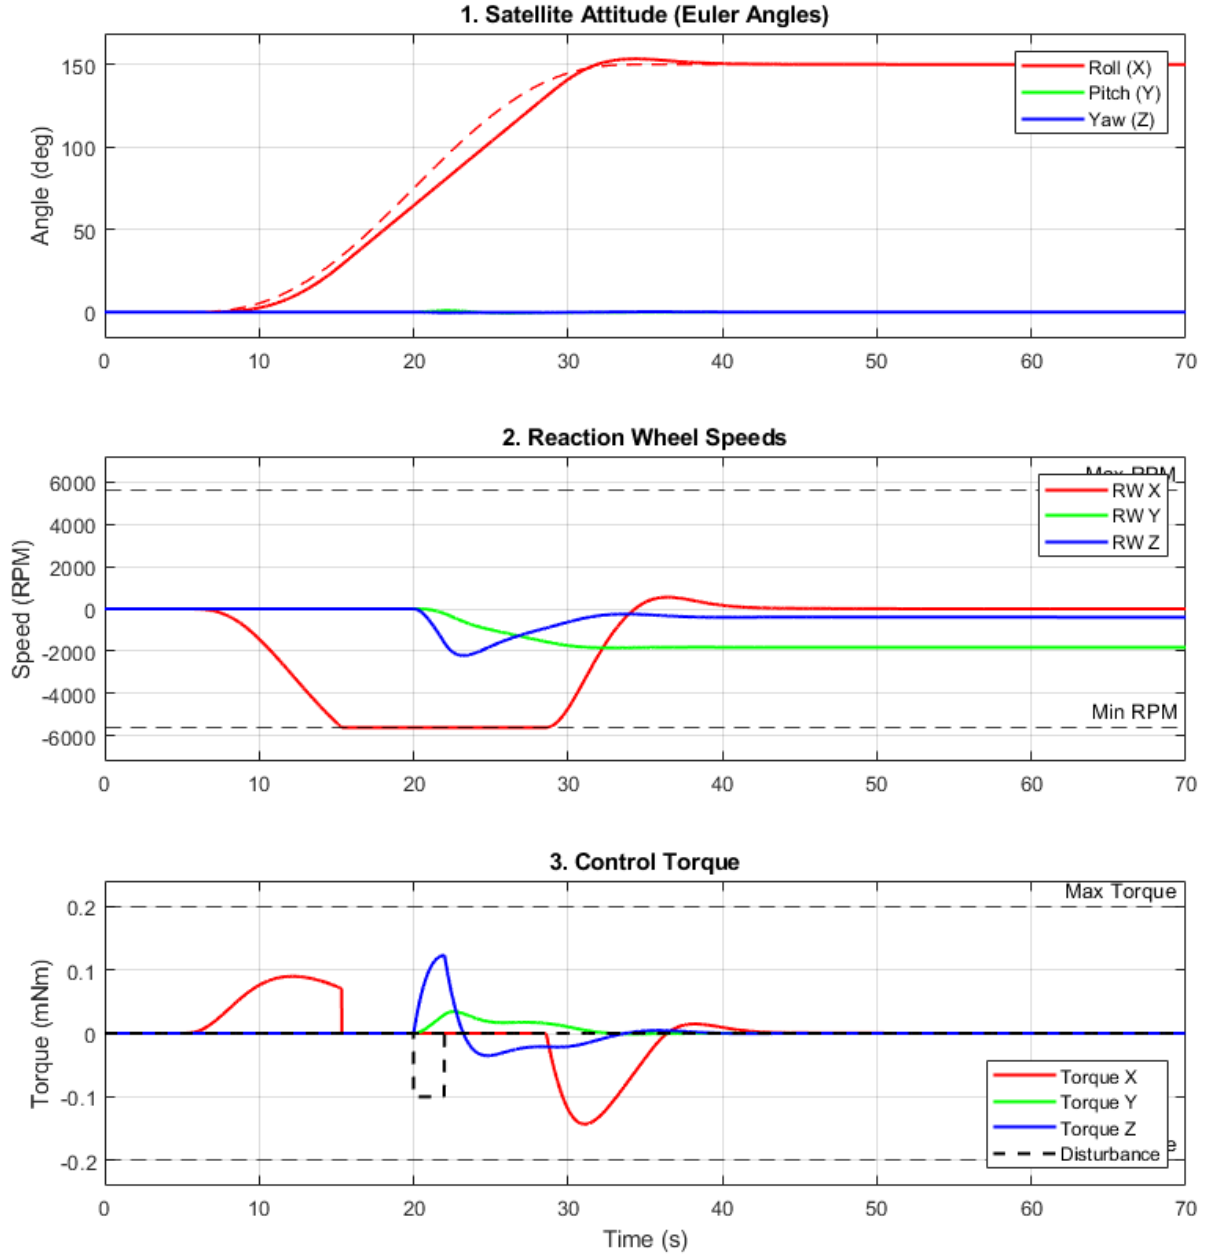 1. Satellite Attitude (Euler Angles)
Angle (deg)
150
100
50
0
Roll (X)
Pitch (Y)
Yaw (Z)
0 10 20 30 40 50 60 70
2. Reaction Wheel Speeds
Speed (RPM)
6000
4000
2000
0
-2000
-4000
-6000
Max RPM
RW X
RW Y
RW Z
Min RPM
0 10 20 30 40 50 60 70
3. Control Torque
Torque (mNm)
0.2
0.1
0
-0.1
-0.2
Max Torque
Torque X
Torque Y
Torque Z
Disturbance
0 10 20 30 40 50 60 70
Time (s)